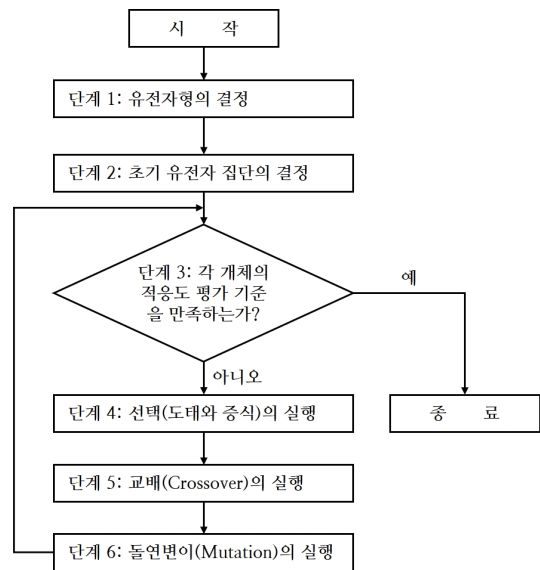 시 작
단계 1: 유전자형의 결정
단계 2: 초기 유전자 집단의 결정
단계 3: 각 개체의
적응도 평가 기준
을 만족하는가?
예
아니오
단계 4: 선택(도태와 증식)의 실행
종 료
단계 5: 교배(Crossover)의 실행
단계 6: 돌연변이(Mutation)의 실행